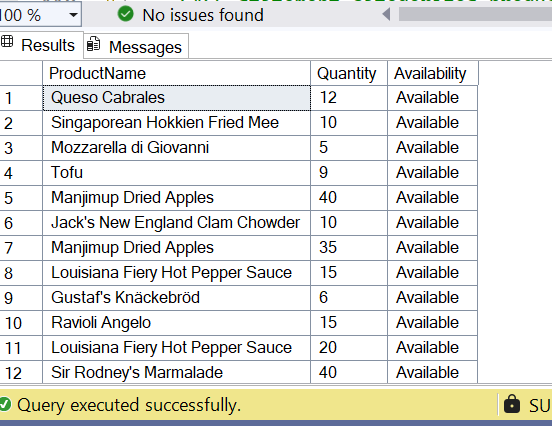 100 % No issues found
Results Messages
ProductName Quantity Availability
1 Queso Cabrales 12 Available
2 Singaporean Hokkien Fried Mee 10 Available
3 Mozzarella di Giovanni 5 Available
4 Tofu 9 Available
5 Manjimup Dried Apples 40 Available
6 Jack's New England Clam Chowder 10 Available
7 Manjimup Dried Apples 35 Available
8 Louisiana Fiery Hot Pepper Sauce 15 Available
9 Gustaf's Knäckebröd 6 Available
10 Ravioli Angelo 15 Available
11 Louisiana Fiery Hot Pepper Sauce 20 Available
12 Sir Rodney's Marmalade 40 Available
Query executed successfully. SU